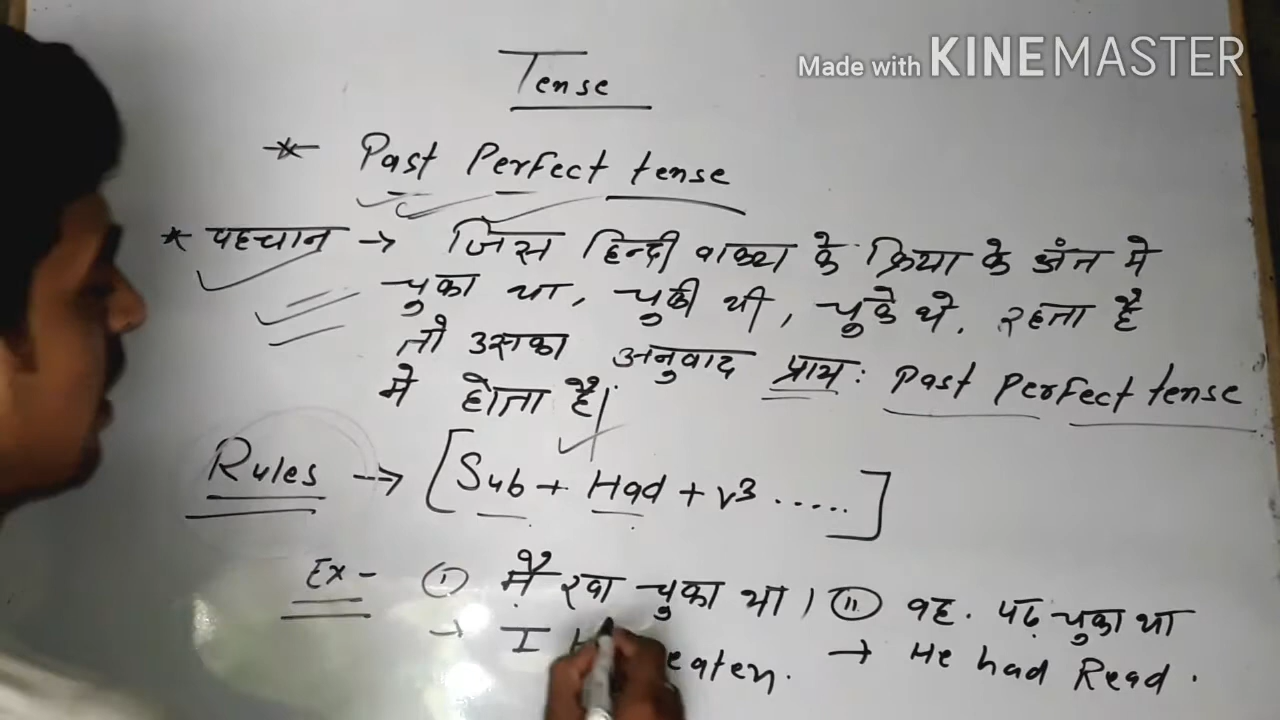 Made with KINEMASTER
Tense
* Past Perfect tense
* पहचान → जिस हिन्दी वाक्य के क्रिया के अंत मे
चुका था, चुकी थी, चुके थे, रहता है
तो उसका अनुवाद प्रायः Past Perfect tense
मे होता है।
Rules → [Sub + Had + v3 .....]
Ex- (i) मैं खा चुका था। (ii) वह. पढ़ चुका था
→ I eaten. → He had Read.